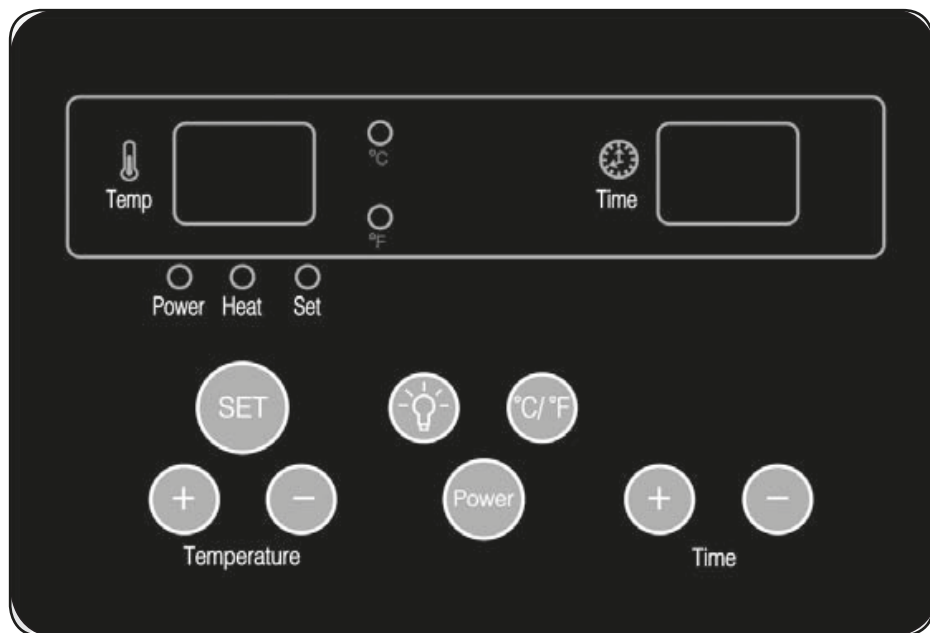 °C
Temp
Time
°F
Power Heat Set
SET
°C/°F
+ − Power + −
Temperature Time